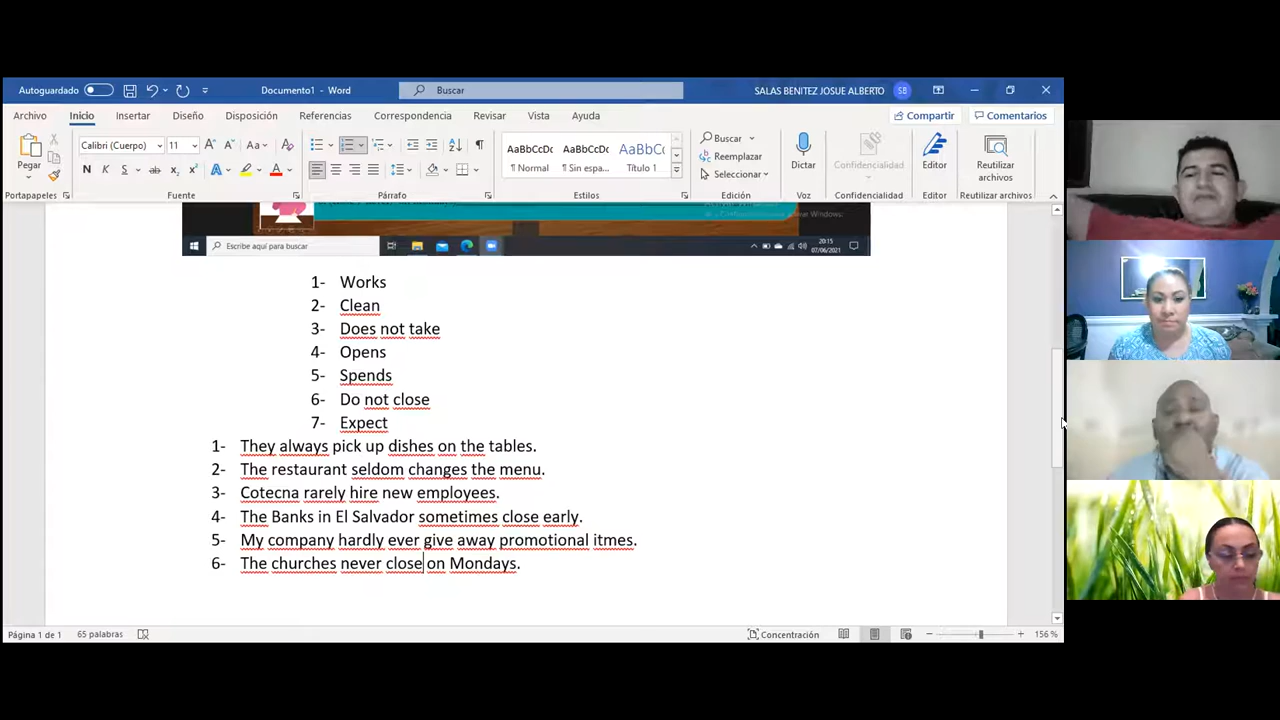 Autoguardado
Documento1 - Word
Buscar
SALAS BENITEZ JOSUE ALBERTO
SB
Archivo Inicio Insertar Diseño Disposición Referencias Correspondencia Revisar Vista Ayuda
Compartir Comentarios
Pegar
Calibri (Cuerpo) 11
N K S
AaBbCcDc AaBbCcDc AaBbCc
¶ Normal ¶ Sin espa... Título 1
Buscar
Reemplazar
Seleccionar
Dictar
Confidencialidad
Editor
Reutilizar archivos
Portapapeles Fuente Párrafo Estilos Edición Voz Confidencialidad Editor Reutilizar archivos
Escribe aquí para buscar
20:15
07/06/2021
1- Works
2- Clean
3- Does not take
4- Opens
5- Spends
6- Do not close
7- Expect
1- They always pick up dishes on the tables.
2- The restaurant seldom changes the menu.
3- Cotecna rarely hire new employees.
4- The Banks in El Salvador sometimes close early.
5- My company hardly ever give away promotional itmes.
6- The churches never close on Mondays.
Página 1 de 1 65 palabras
Concentración
156 %